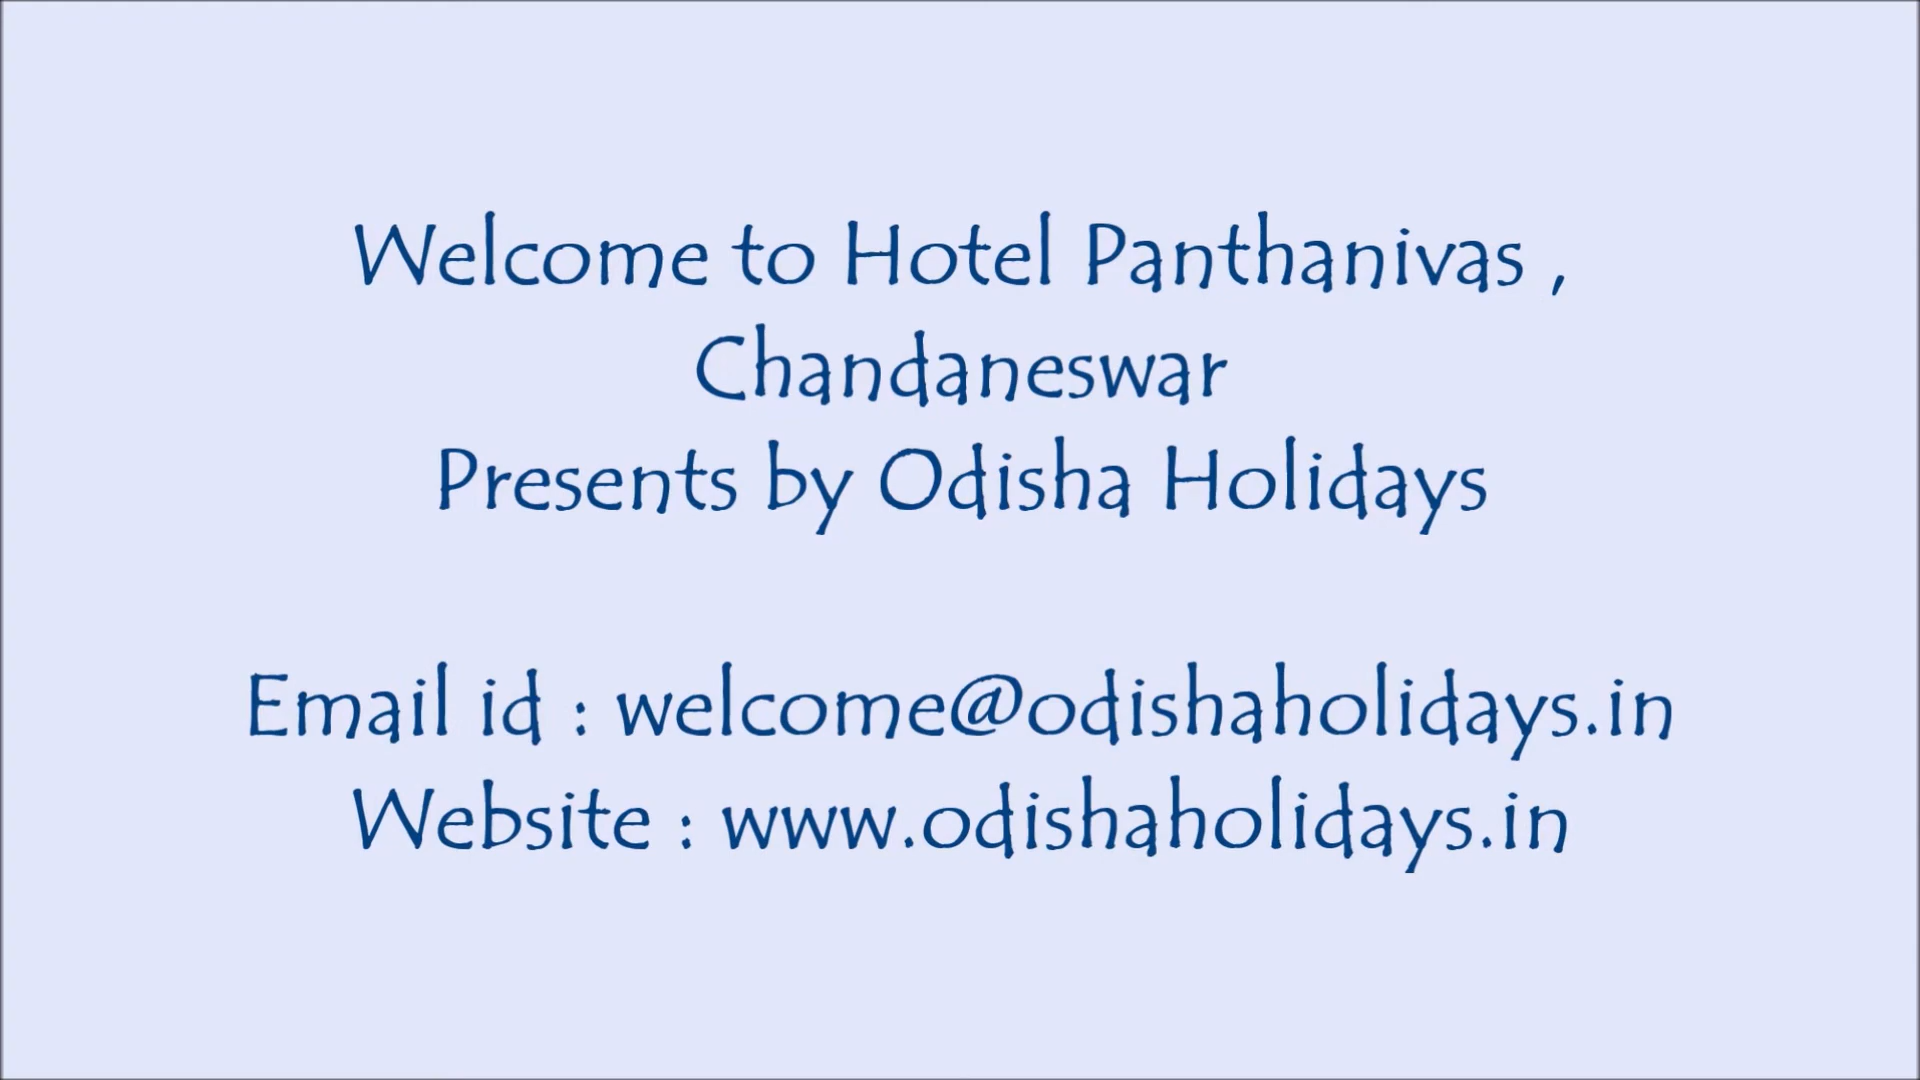 Welcome to Hotel Panthanivas ,
Chandaneswar
Presents by Odisha Holidays
Email id : welcome@odishaholidays.in
Website : www.odishaholidays.in